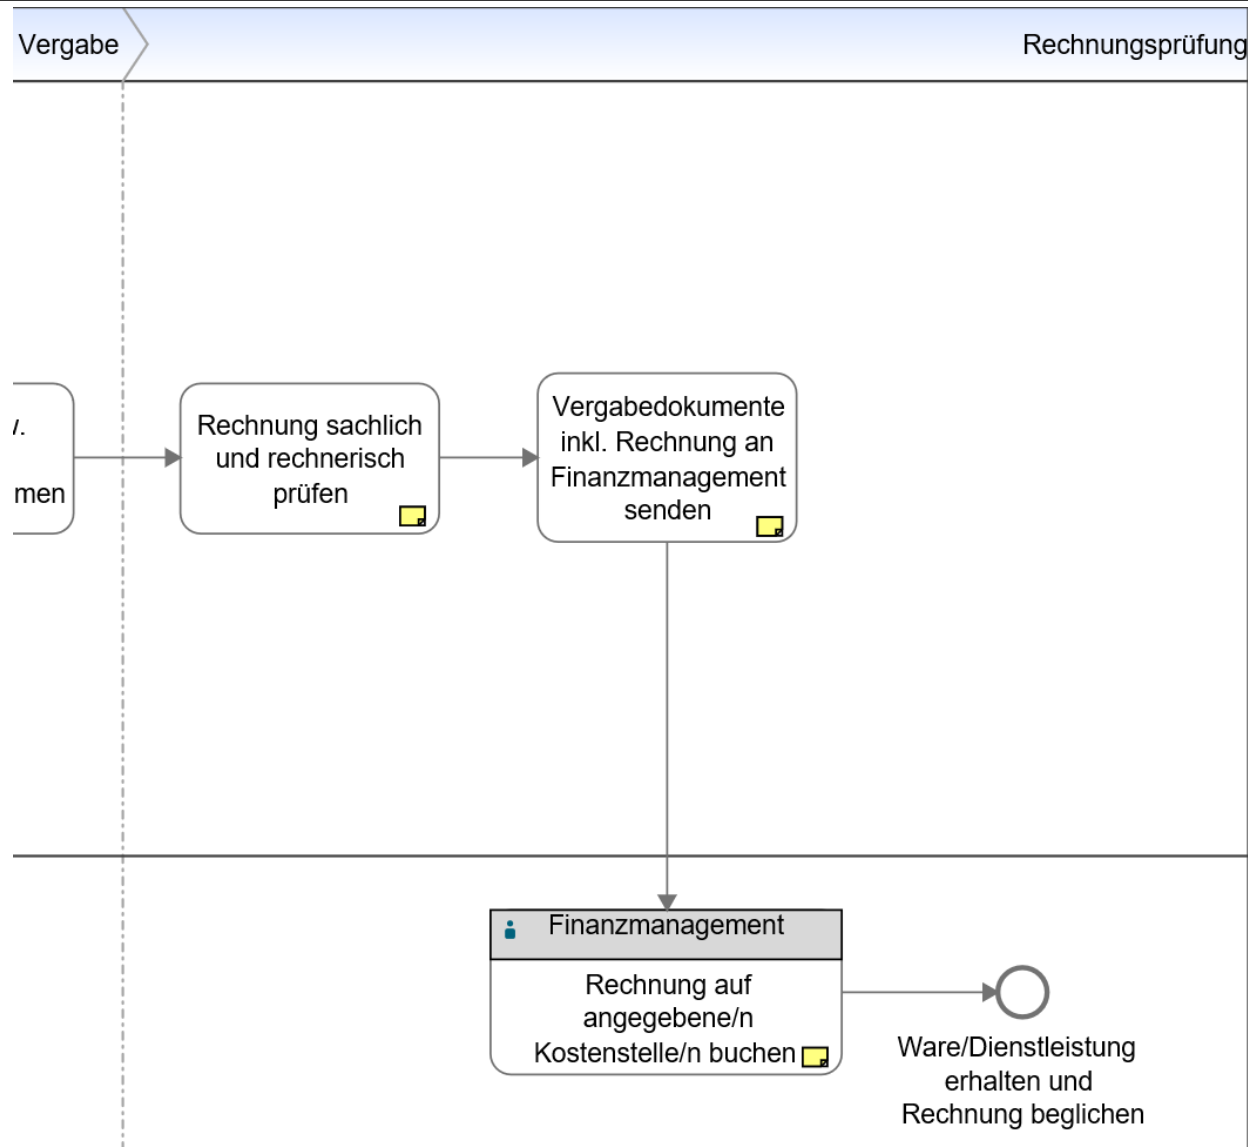 Vergabe
Rechnungsprüfung
men
Rechnung sachlich
und rechnerisch
prüfen
Vergabedokumente
inkl. Rechnung an
Finanzmanagement
senden
Finanzmanagement
Rechnung auf
angegebene/n
Kostenstelle/n buchen
Ware/Dienstleistung
erhalten und
Rechnung beglichen